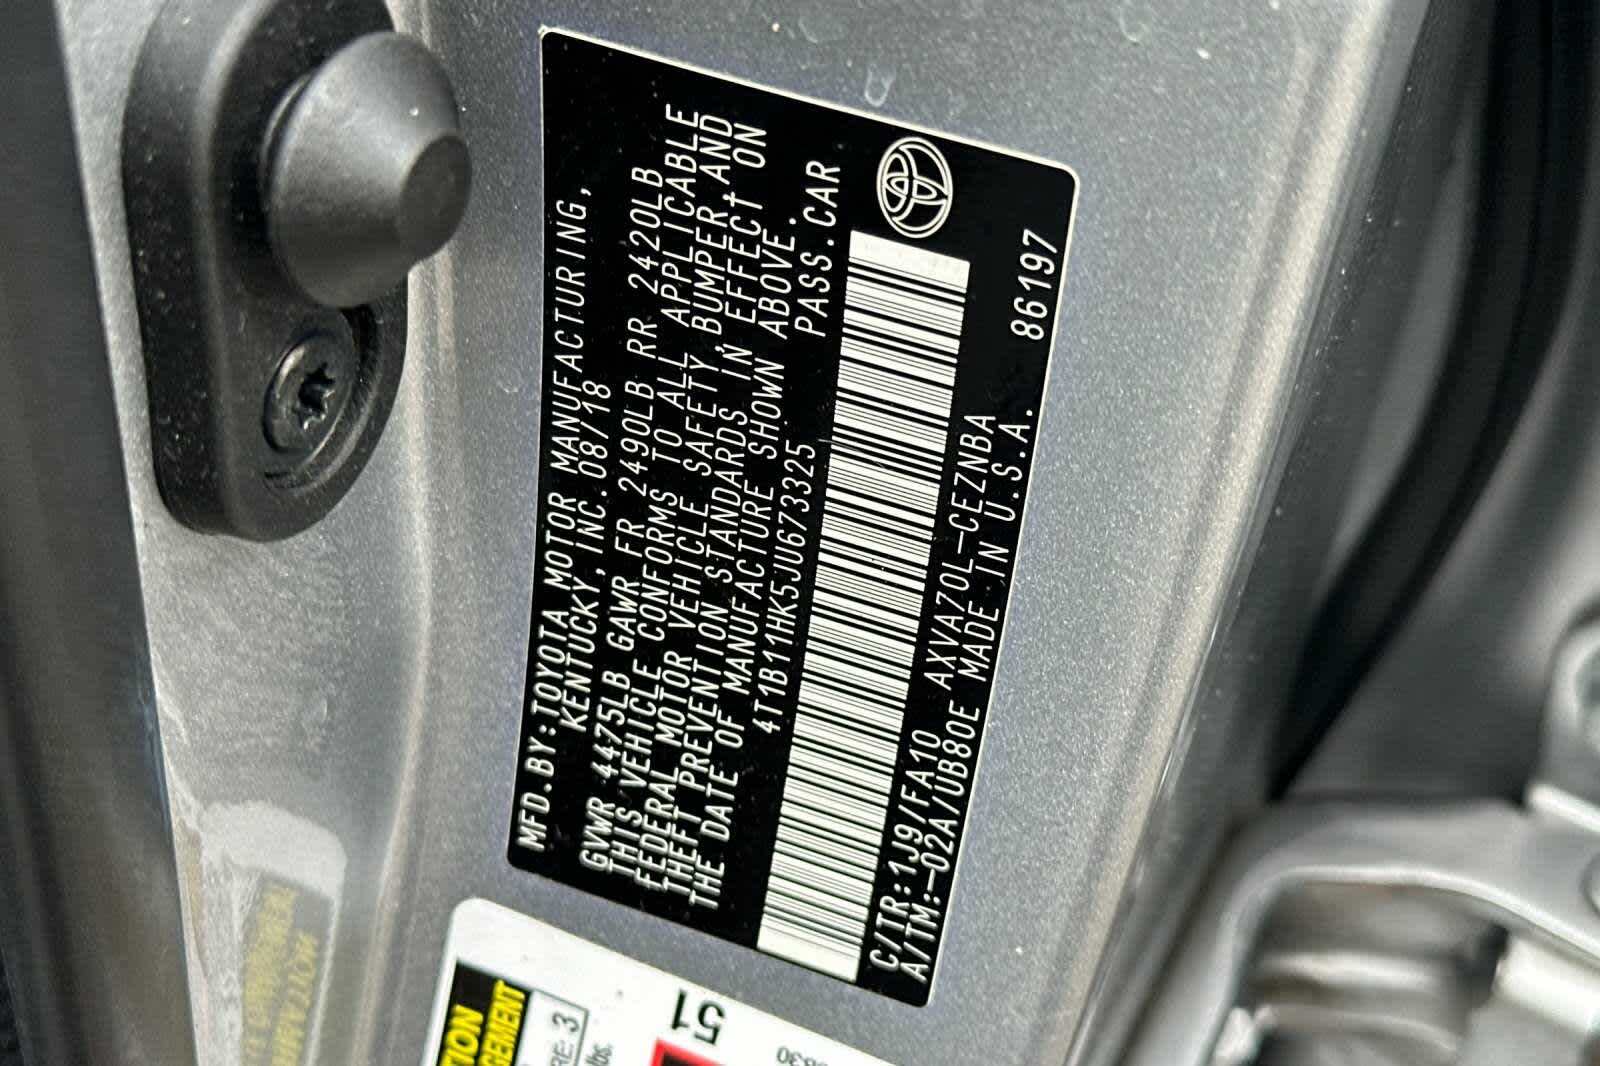 MFD.BY:TOYOTA MOTOR MANUFACTURING,
KENTUCKY,INC.08/18
GVWR 4475LB GAWR FR 2490LB RR 2420LB
THIS VEHICLE CONFORMS TO ALL APPLICABLE
FEDERAL MOTOR VEHICLE SAFETY,BUMPER,AND
THEFT PREVENTION STANDARDS IN EFFECT ON
THE DATE OF MANUFACTURE SHOWN ABOVE.
4T1B11HK5JU673325 PASS.CAR
C/TR:1J9/FA10 AXVA70L-CEZNBA 86197
A/TM:-02A/UB80E MADE IN U.S.A.
51
3
lbs.